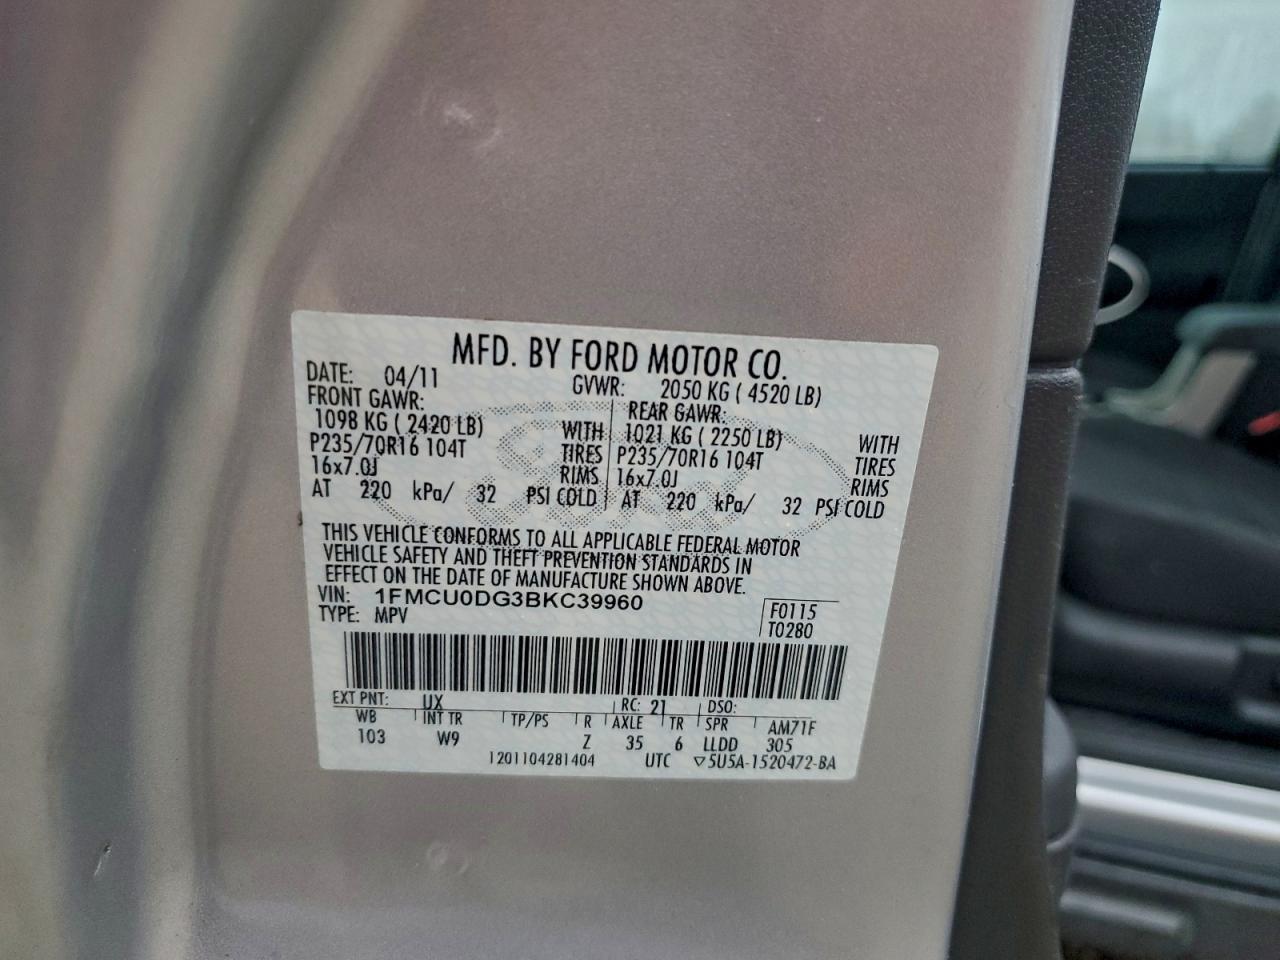 MFD. BY FORD MOTOR CO.
DATE: 04/11 GVWR: 2050 KG ( 4520 LB)
FRONT GAWR: REAR GAWR:
1098 KG ( 2420 LB) WITH 1021 KG ( 2250 LB) WITH
P235/70R16 104T TIRES P235/70R16 104T TIRES
16x7.0J RIMS 16x7.0J RIMS
AT 220 kPa/ 32 PSI COLD AT 220 kPa/ 32 PSI COLD
THIS VEHICLE CONFORMS TO ALL APPLICABLE FEDERAL MOTOR
VEHICLE SAFETY AND THEFT PREVENTION STANDARDS IN
EFFECT ON THE DATE OF MANUFACTURE SHOWN ABOVE.
VIN: 1FMCU0DG3BKC39960
TYPE: MPV
F0115
T0280
EXT PNT: UX RC: 21 DSO:
WB INT TR TP/PS R AXLE TR SPR AM71F
103 W9 Z 35 6 LLDD 305
1201104281404 UTC ▽5U5A-1520472-BA